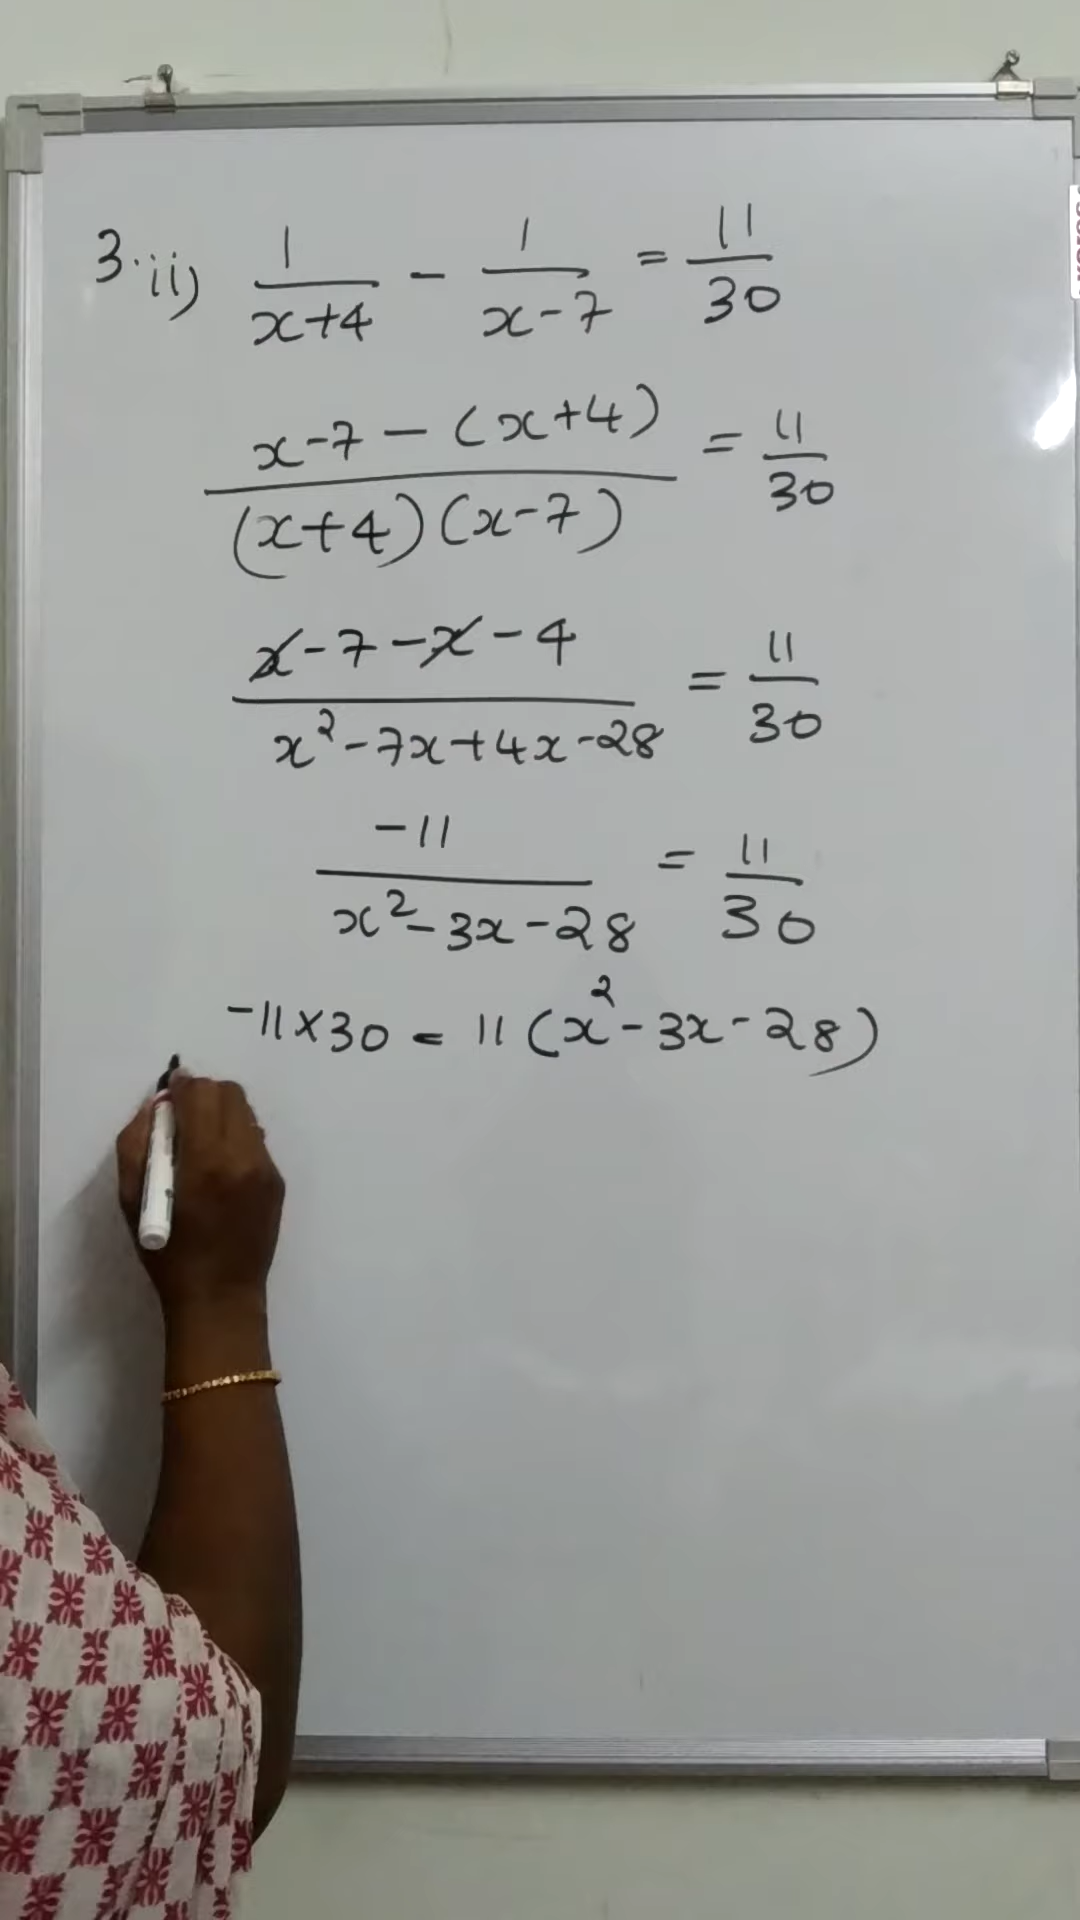 3.ii) 1/(x+4) - 1/(x-7) = 11/30
(x-7-(x+4))/((x+4)(x-7)) = 11/30
(x-7-x-4)/(x²-7x+4x-28) = 11/30
-11/(x²-3x-28) = 11/30
-11×30 = 11(x²-3x-28)